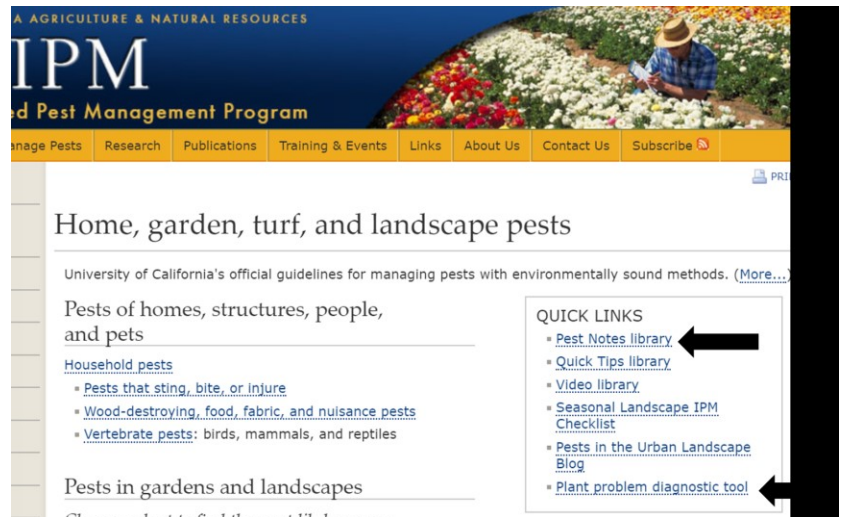 A AGRICULTURE & NATURAL RESOURCES
IPM
ed Pest Management Program
anage Pests Research Publications Training & Events Links About Us Contact Us Subscribe
PRI
Home, garden, turf, and landscape pests
University of California's official guidelines for managing pests with environmentally sound methods. (More...)
Pests of homes, structures, people,
and pets
Household pests
Pests that sting, bite, or injure
Wood-destroying, food, fabric, and nuisance pests
Vertebrate pests: birds, mammals, and reptiles
Pests in gardens and landscapes
QUICK LINKS
Pest Notes library
Quick Tips library
Video library
Seasonal Landscape IPM
Checklist
Pests in the Urban Landscape
Blog
Plant problem diagnostic tool